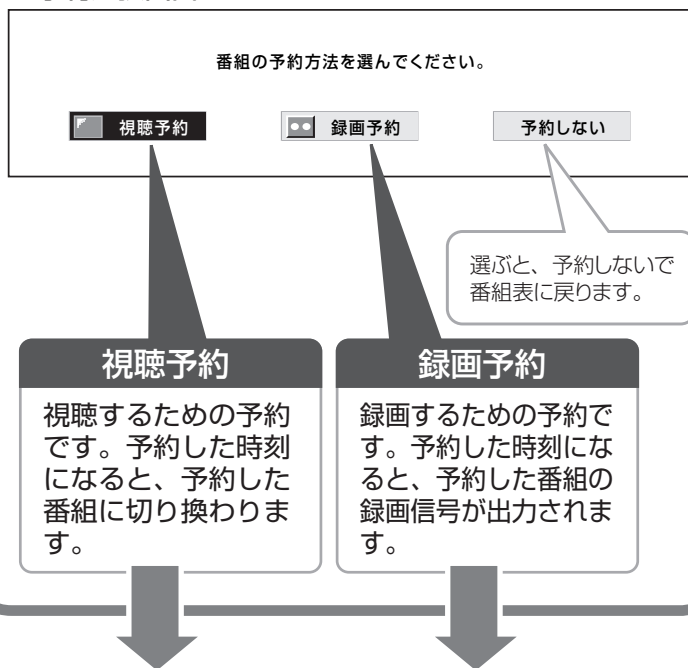 番組の予約方法を選んでください。
視聴予約
録画予約
予約しない
選ぶと、予約しないで
番組表に戻ります。
視聴予約
視聴するための予約
です。予約した時刻
になると、予約した
番組に切り換わりま
す。
録画予約
録画するための予約で
す。予約した時刻にな
ると、予約した番組の
録画信号が出力されま
す。